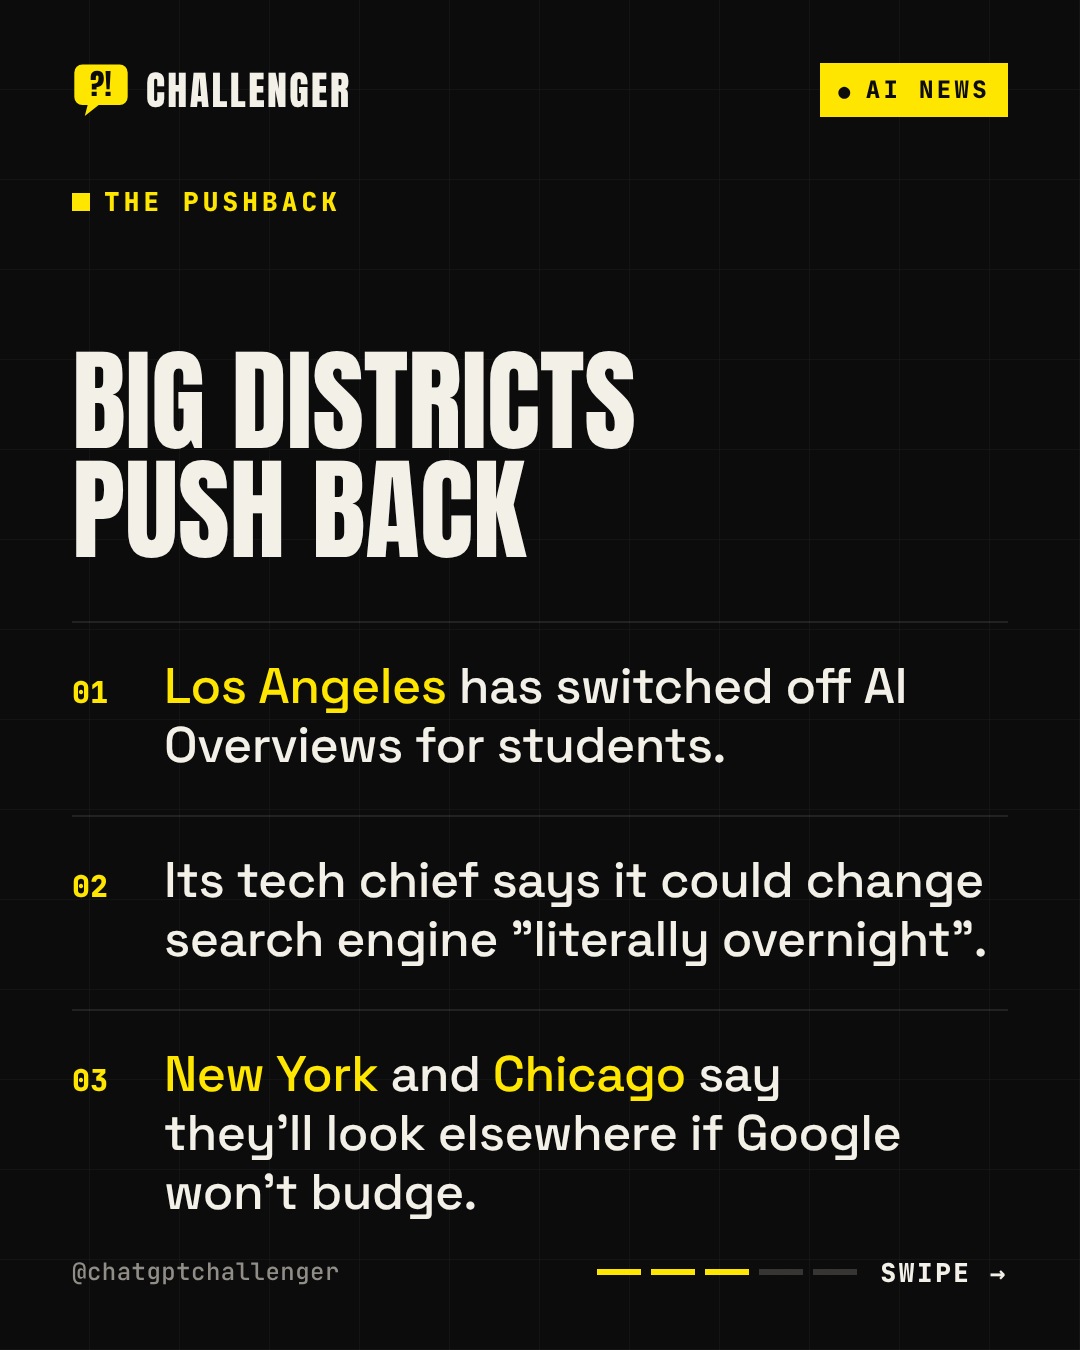 ?! CHALLENGER
● AI NEWS
THE PUSHBACK
BIG DISTRICTS
PUSH BACK
01 Los Angeles has switched off AI
Overviews for students.
02 Its tech chief says it could change
search engine ”literally overnight”.
03 New York and Chicago say
they’ll look elsewhere if Google
won’t budge.
@chatgptchallenger
SWIPE →